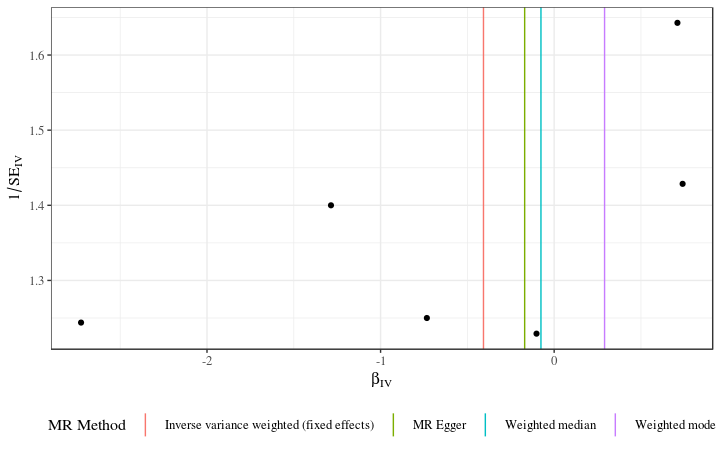 1/SE_IV
1.6
1.5
1.4
1.3
-2
-1
0
β_IV
MR Method
Inverse variance weighted (fixed effects)
MR Egger
Weighted median
Weighted mode